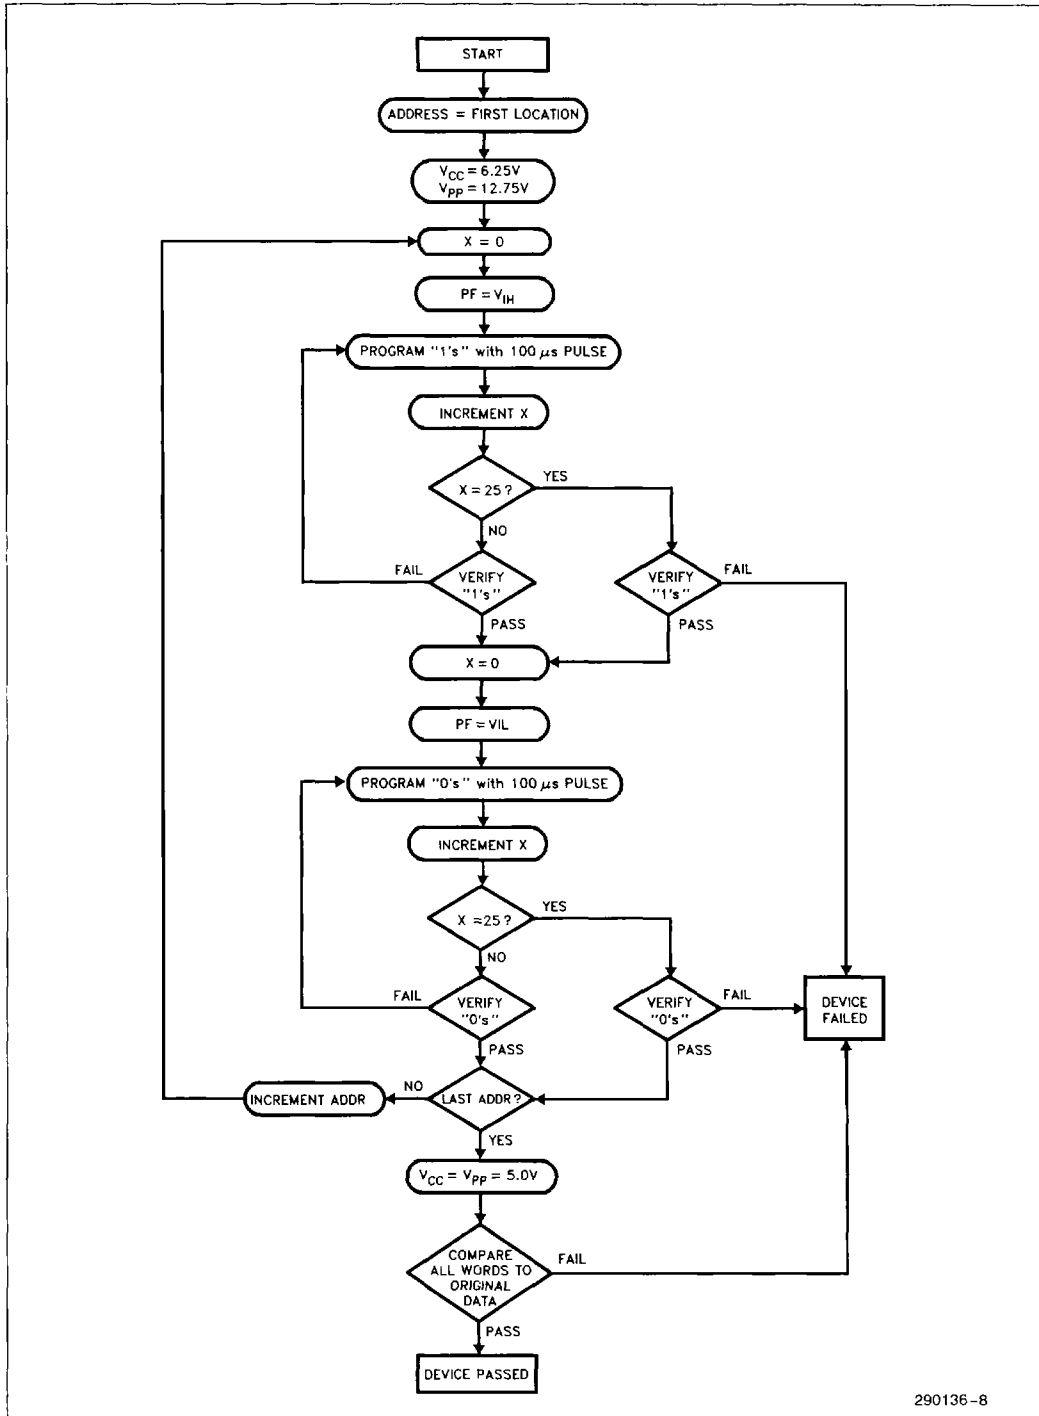 START
ADDRESS = FIRST LOCATION
VCC = 6.25V
VPP = 12.75V
X = 0
PF = VIH
PROGRAM "1's" with 100 µs PULSE
INCREMENT X
X = 25?
YES
NO
VERIFY
"1's"
FAIL
PASS
VERIFY
"1's"
FAIL
PASS
X = 0
PF = VIL
PROGRAM "0's" with 100 µs PULSE
INCREMENT X
X =25?
YES
NO
VERIFY
"0's"
FAIL
PASS
VERIFY
"0's"
FAIL
PASS
DEVICE
FAILED
LAST ADDR?
NO
INCREMENT ADDR
YES
VCC = VPP = 5.0V
COMPARE
ALL WORDS TO
ORIGINAL
DATA
FAIL
PASS
DEVICE PASSED
290136-8